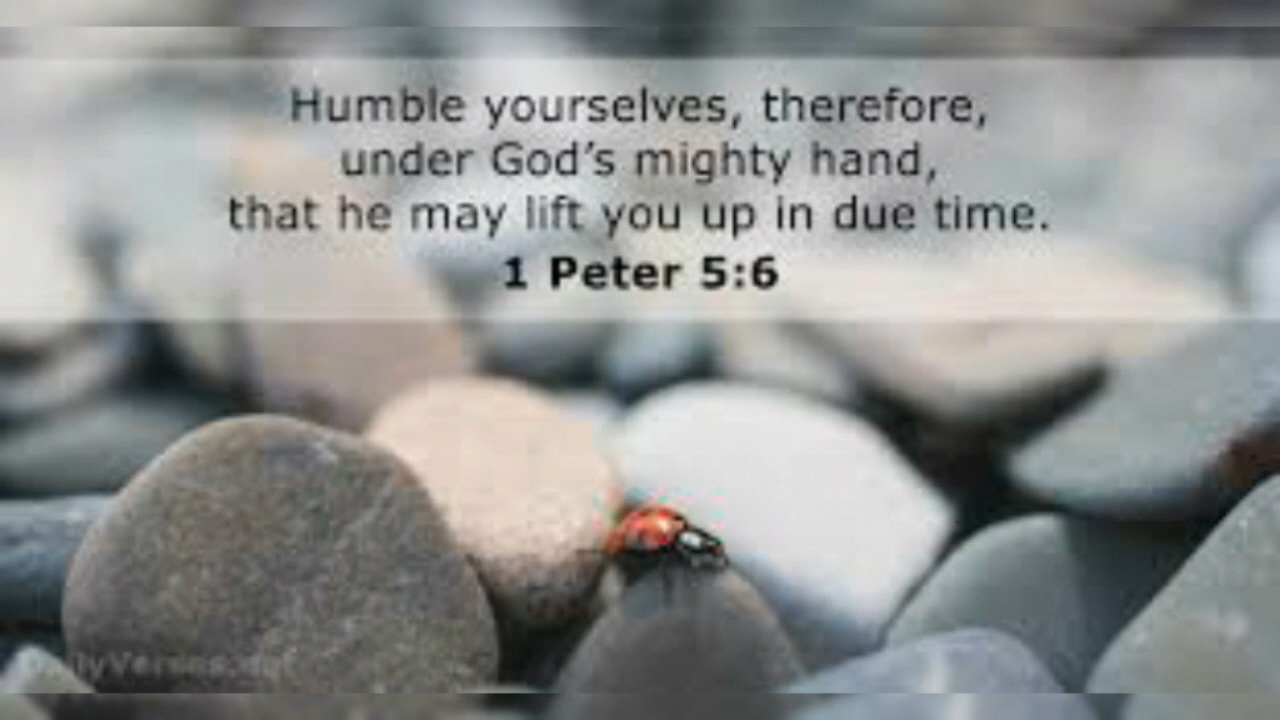 Humble yourselves, therefore,
under God's mighty hand,
that he may lift you up in due time.
1 Peter 5:6